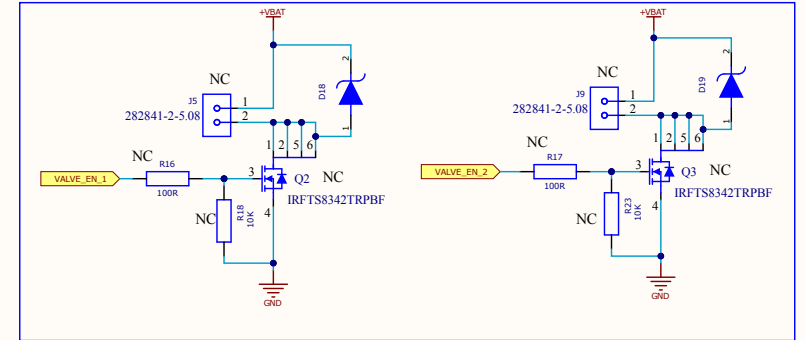 +VBAT
NC
J5
282841-2-5.08
1
2
D18
2
1
1
2
5
6
NC
R16
100R
VALVE_EN_1
3
Q2
NC
IRFTS8342TRPBF
4
NC
R18
10K
GND
+VBAT
NC
J9
282841-2-5.08
1
2
D19
2
1
1
2
5
6
NC
R17
100R
VALVE_EN_2
3
Q3
NC
IRFTS8342TRPBF
4
NC
R23
10K
GND